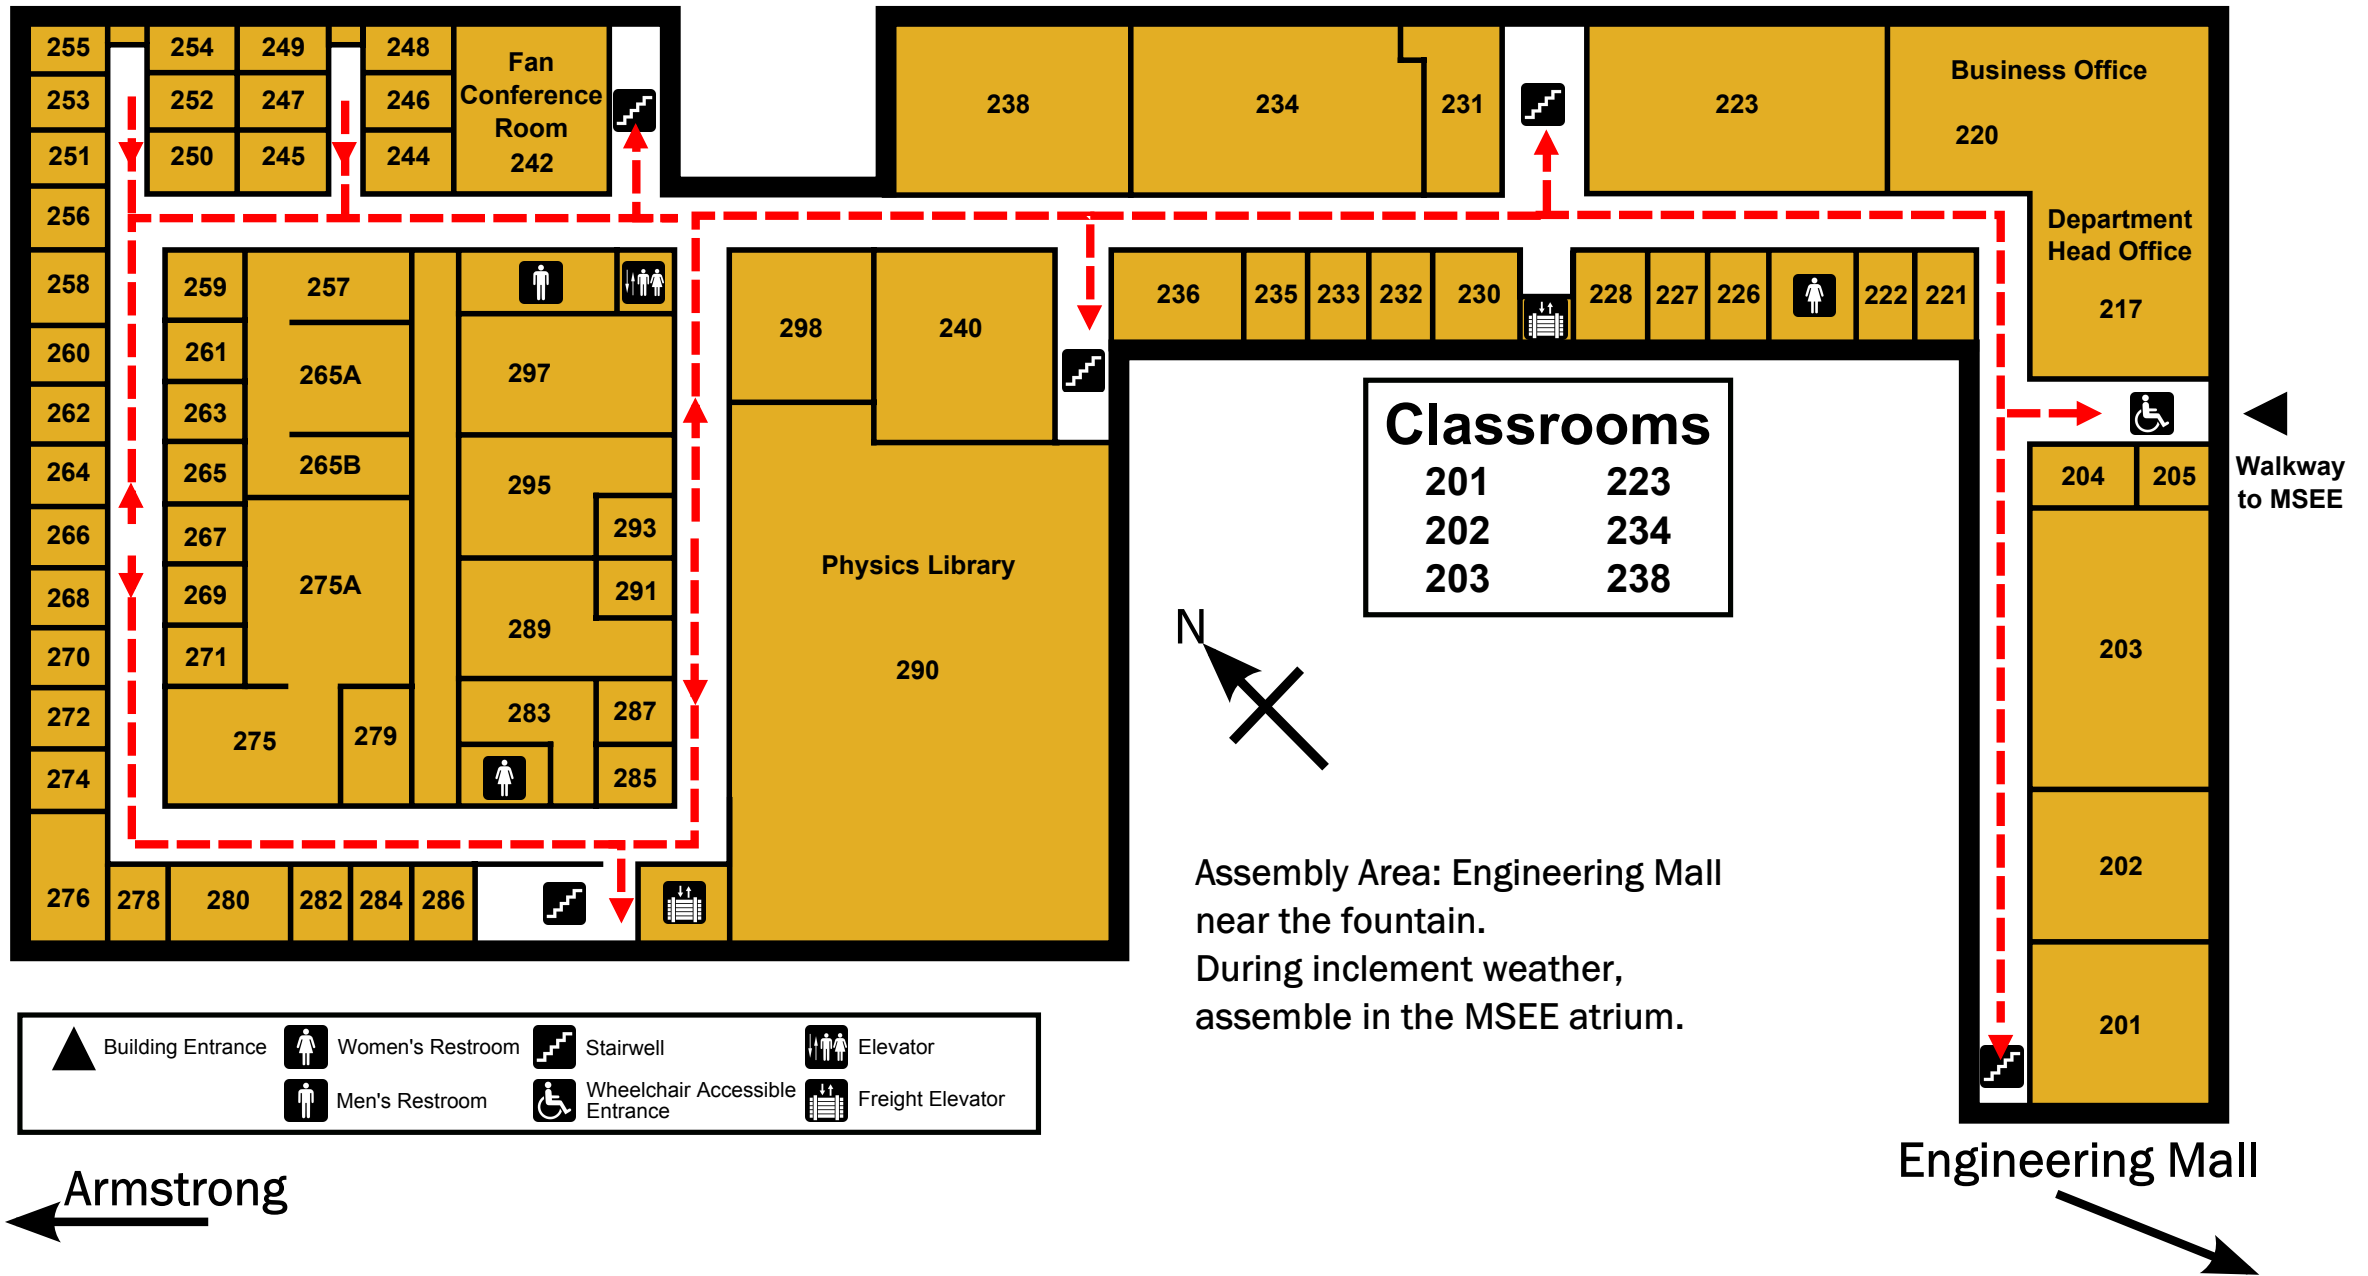 255 254 249 248
Fan
Conference
Room
242
253 252 247 246
251 250 245 244
238 234 231 223
Business Office
220
256
Department
Head Office
217
258 259 257
298 240
236 235 233 232 230 228 227 226 222 221
260 261 265A 297
262 263
264 265 265B 295
266 267 293
268 269 275A 291
270 271 289
272 275 279 283 287
274 285
276 278 280 282 284 286
Physics Library
290
Classrooms
201 223
202 234
203 238
204 205
Walkway
to MSEE
203
202
201
N
Assembly Area: Engineering Mall
near the fountain.
During inclement weather,
assemble in the MSEE atrium.
Building Entrance
Women's Restroom
Men's Restroom
Stairwell
Wheelchair Accessible
Entrance
Elevator
Freight Elevator
Armstrong
Engineering Mall